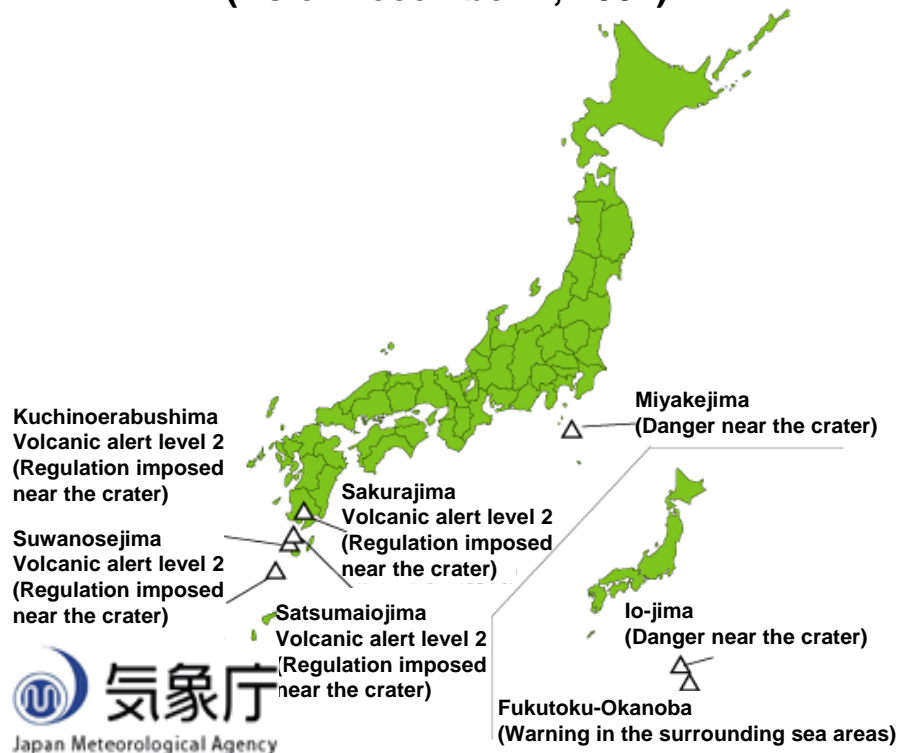 Miyakejima
(Danger near the crater)
Kuchinoerabushima
Volcanic alert level 2
(Regulation imposed
near the crater)
Sakurajima
Volcanic alert level 2
(Regulation imposed
near the crater)
Suwanosejima
Volcanic alert level 2
(Regulation imposed
near the crater)
Satsumaiojima
Volcanic alert level 2
(Regulation imposed
near the crater)
Io-jima
(Danger near the crater)
Fukutoku-Okanoba
(Warning in the surrounding sea areas)
気象庁
Japan Meteorological Agency